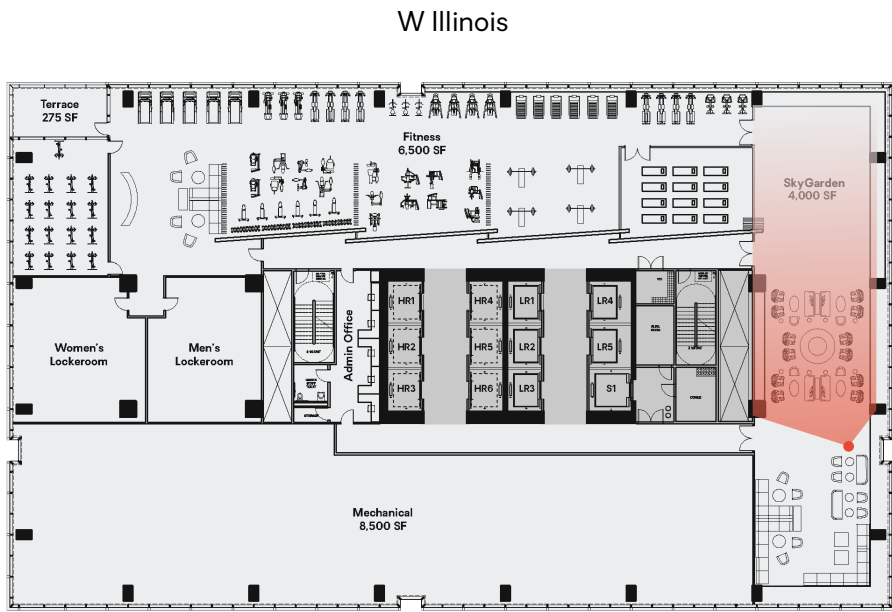 W Illinois
Terrace
275 SF
Fitness
6,500 SF
SkyGarden
4,000 SF
HR1
HR4
LR1
LR4
HR2
HR5
LR2
LR5
HR3
HR6
LR3
S1
Admin Office
Women's
Lockeroom
Men's
Lockeroom
Mechanical
8,500 SF